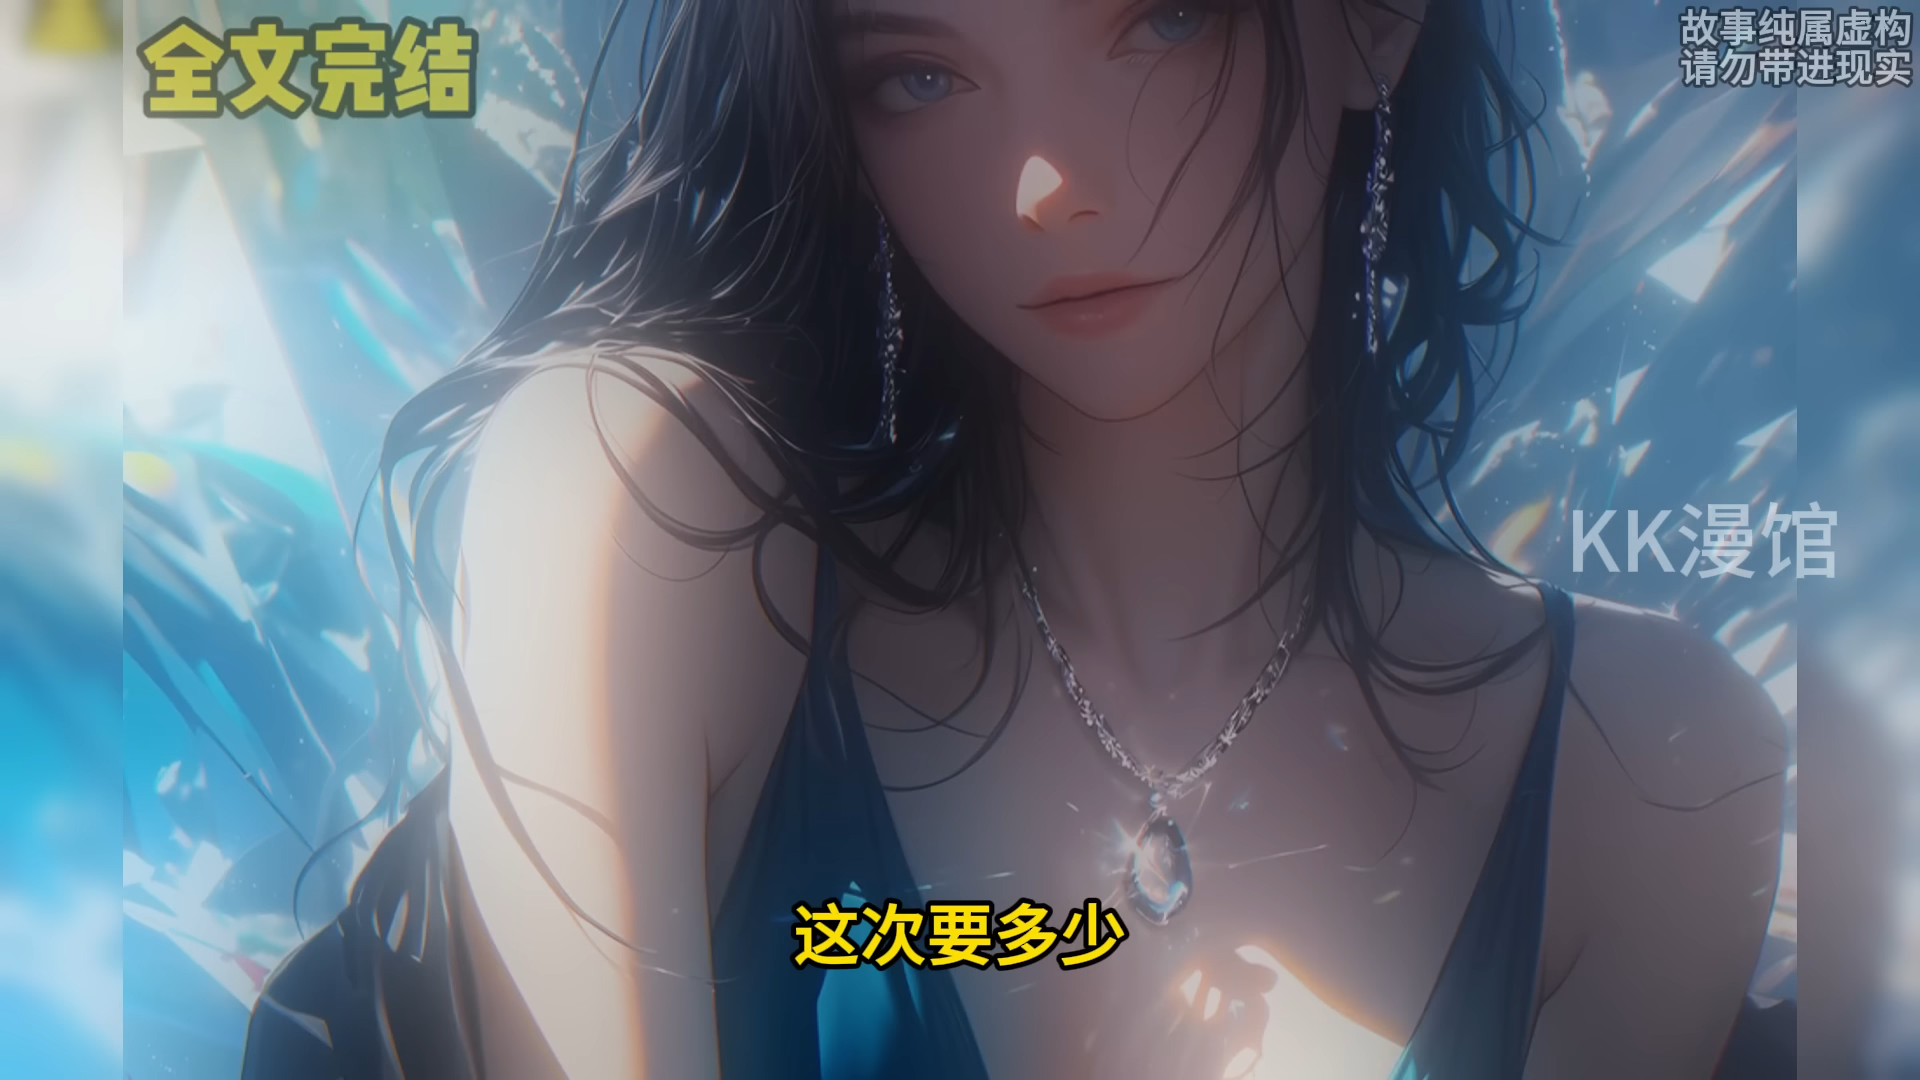 全文完结
故事纯属虚构
请勿带进现实
KK漫馆
这次要多少